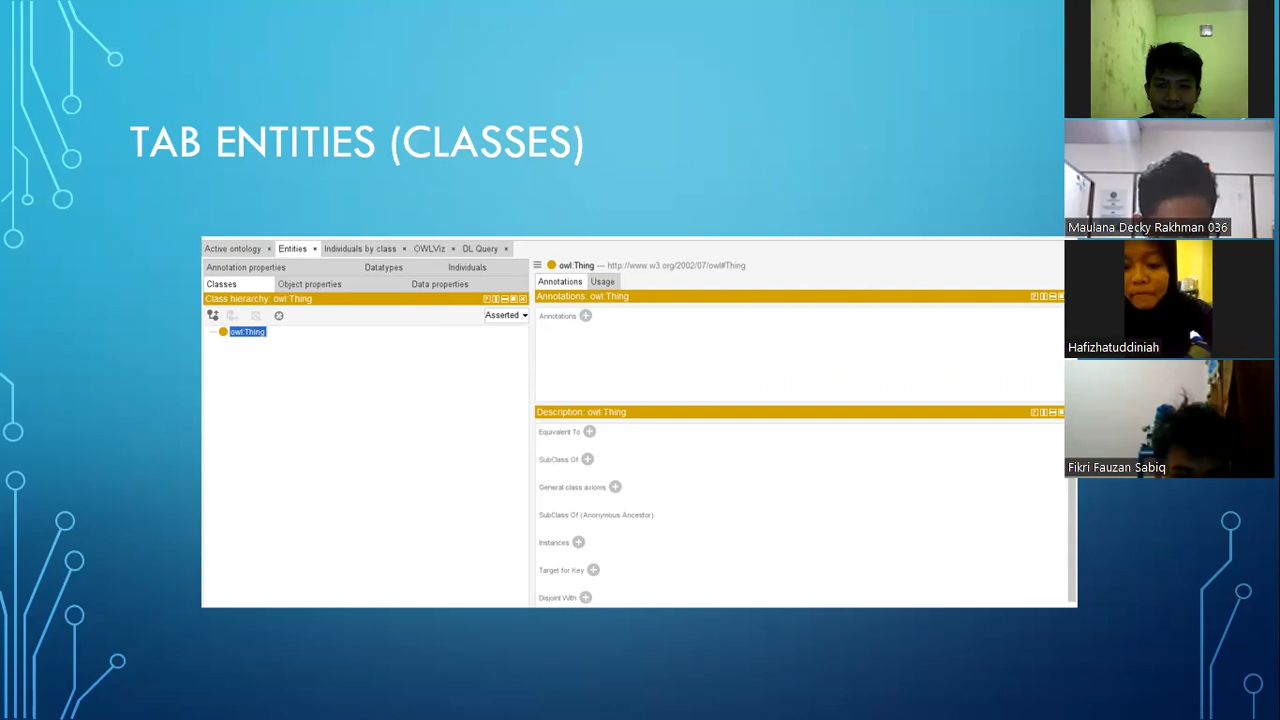 TAB ENTITIES (CLASSES)
Active ontology × Entities × Individuals by class × OWLViz × DL Query ×
Annotation properties Datatypes Individuals
Classes Object properties Data properties
Class hierarchy: owl:Thing
Asserted
owl:Thing
owl:Thing — http://www.w3.org/2002/07/owl#Thing
Annotations Usage
Annotations: owl:Thing
Annotations
Description: owl:Thing
Equivalent To
SubClass Of
General class axioms
SubClass Of (Anonymous Ancestor)
Instances
Target for Key
Disjoint With
Maulana Decky Rakhman 036
Hafizhatuddiniah
Fikri Fauzan Sabiq